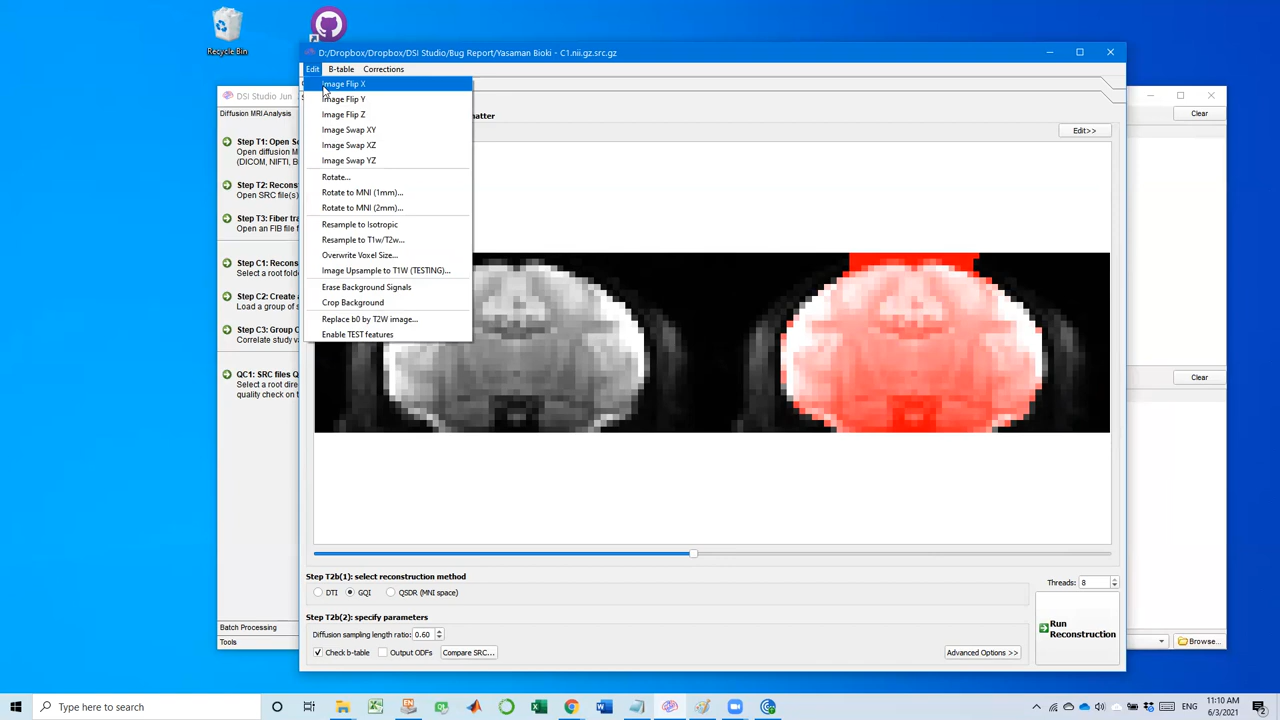 Recycle Bin
D:/Dropbox/Dropbox/DSI Studio/Bug Report/Yasaman Bioki - C1.nii.gz.src.gz
Edit B-table Corrections
Image Flip X
Image Flip Y
Image Flip Z
Image Swap XY
Image Swap XZ
Image Swap YZ
Rotate...
Rotate to MNI (1mm)...
Rotate to MNI (2mm)...
Resample to Isotropic
Resample to T1w/T2w...
Overwrite Voxel Size...
Image Upsample to T1W (TESTING)...
Erase Background Signals
Crop Background
Replace b0 by T2W image...
Enable TEST features
matter
Edit>>
DSI Studio Jun
Diffusion MRI Analysis
Step T1: Open S
Open diffusion M
(DICOM, NIFTI, B
Step T2: Recons
Open SRC file(s)
Step T3: Fiber tra
Open an FIB file f
Step C1: Create
Select a root folde
Step C2: Create a
Load a group of s
Step C3: Group C
Correlate study va
QC1: SRC files Q
Select a root direc
quality check on t
Batch Processing
Tools
Clear
Clear
Browse...
Step T2b(1): select reconstruction method
Threads: 8
DTI GQI QSDR (MNI space)
Step T2b(2): specify parameters
Diffusion sampling length ratio: 0.60
Check b-table Output ODFs Compare SRC...
Advanced Options >>
Run
Reconstruction
Type here to search
ENG
11:10 AM
6/3/2021